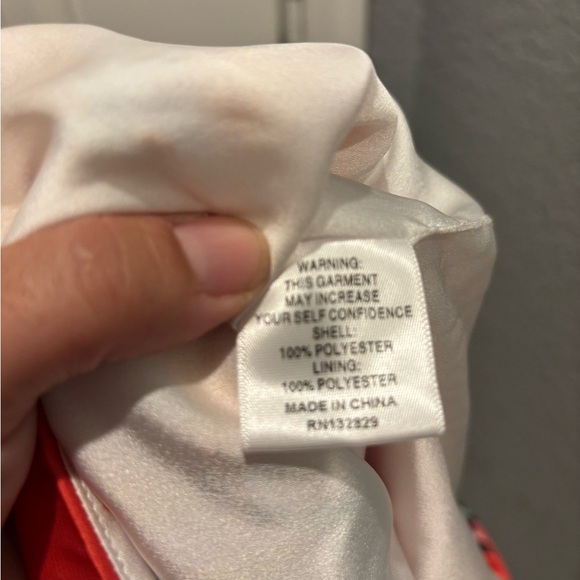 WARNING:
THIS GARMENT
MAY INCREASE
YOUR SELF CONFIDENCE
SHELL:
100% POLYESTER
LINING:
100% POLYESTER
MADE IN CHINA
RN132829